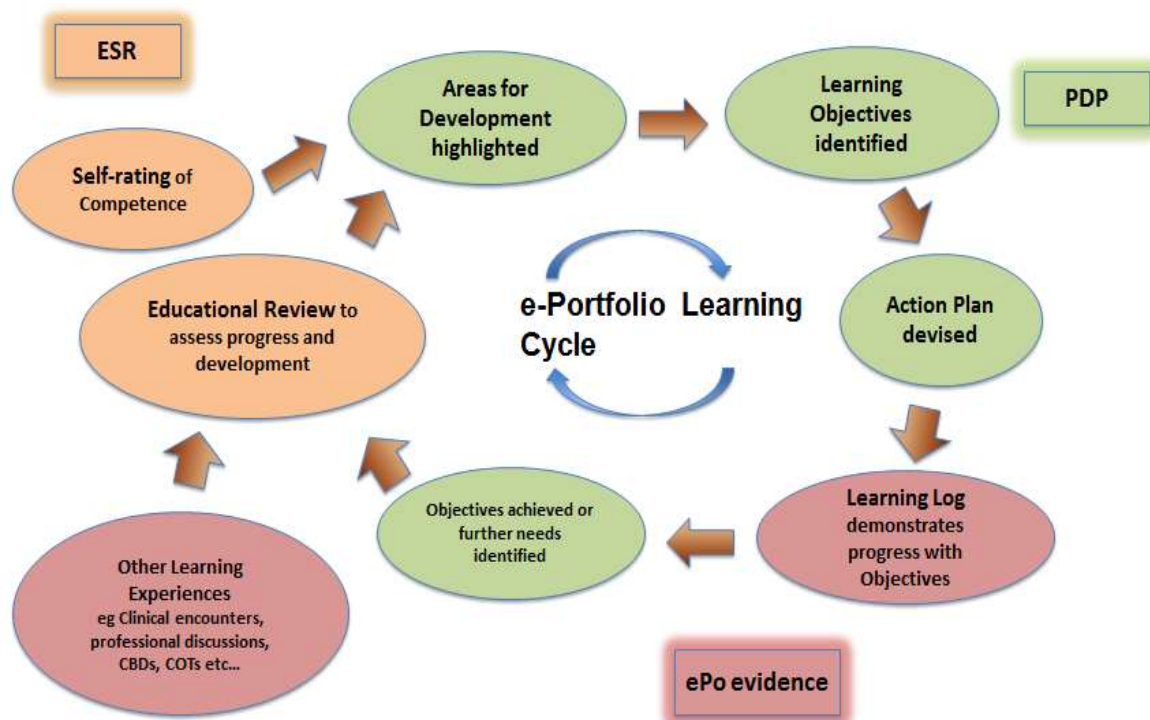 ESR
Areas for
Development
highlighted
Learning
Objectives
identified
PDP
Self-rating of
Competence
Educational Review to
assess progress and
development
e-Portfolio Learning
Cycle
Action Plan
devised
Learning Log
demonstrates
progress with
Objectives
Objectives achieved or
further needs
identified
Other Learning
Experiences
eg Clinical encounters,
professional discussions,
CBDs, COTs etc...
ePo evidence